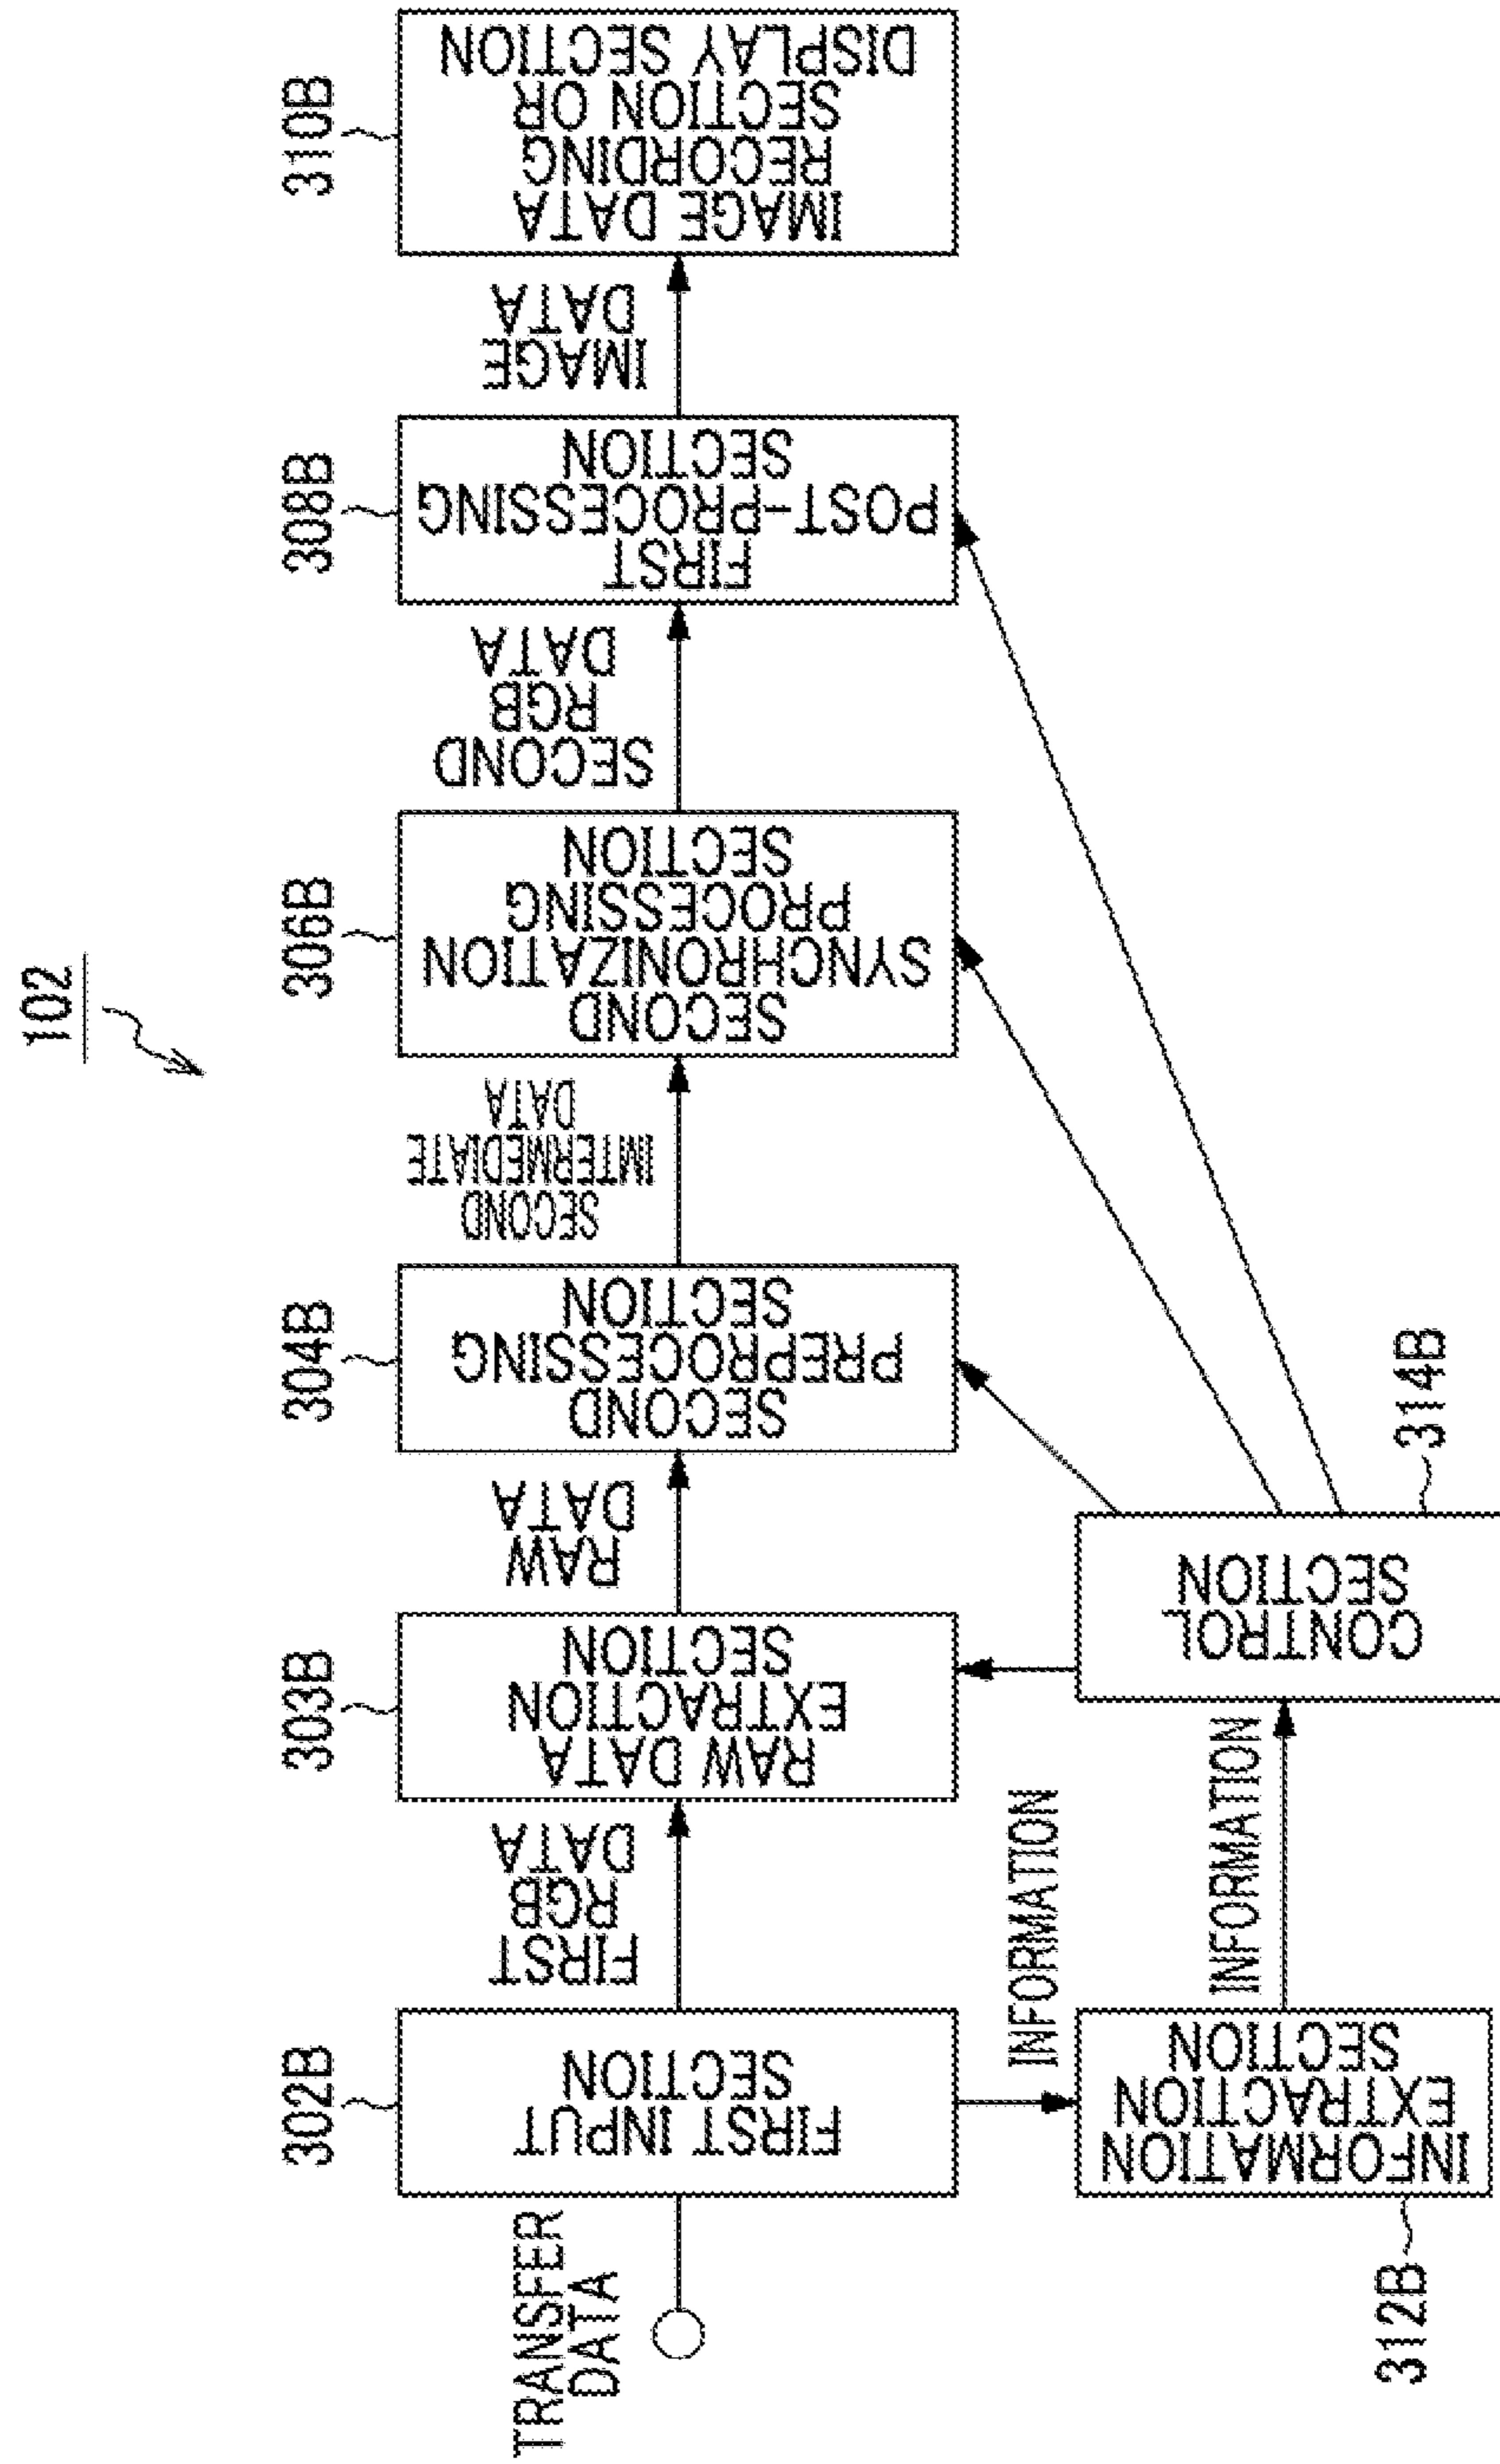 102
302B
303B
304B
306B
308B
310B
TRANSFER
DATA
FIRST INPUT
SECTION
FIRST
RGB
DATA
RAW DATA
EXTRACTION
SECTION
RAW
DATA
SECOND
PREPROCESSING
SECTION
SECOND
IMTERMEDIATE
DATA
SECOND
SYNCHRONIZATION
PROCESSING
SECTION
SECOND
RGB
DATA
FIRST
POST-PROCESSING
SECTION
IMAGE
DATA
IMAGE DATA
RECORDING
SECTION OR
DISPLAY SECTION
INFORMATION
INFORMATION
EXTRACTION
SECTION
312B
INFORMATION
CONTROL
SECTION
314B